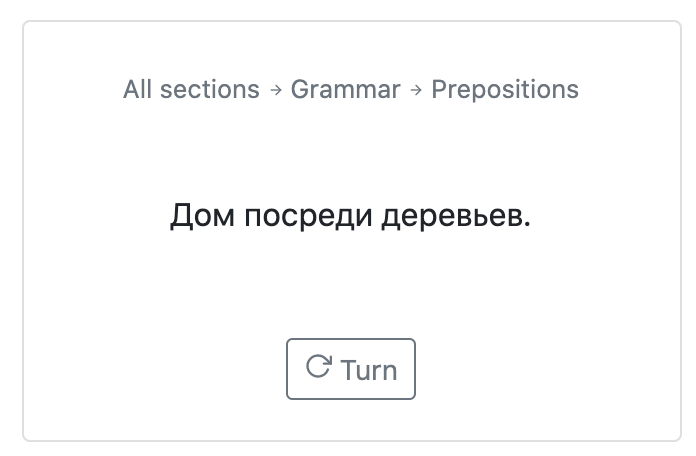 All sections → Grammar → Prepositions
Дом посреди деревьев.
Turn